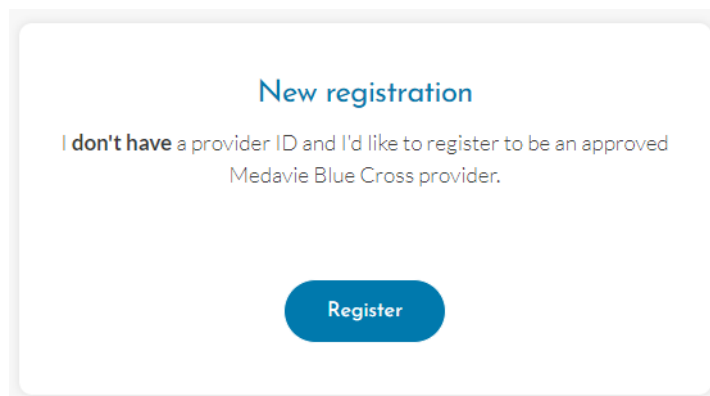 New registration
I don't have a provider ID and I'd like to register to be an approved
Medavie Blue Cross provider.
Register